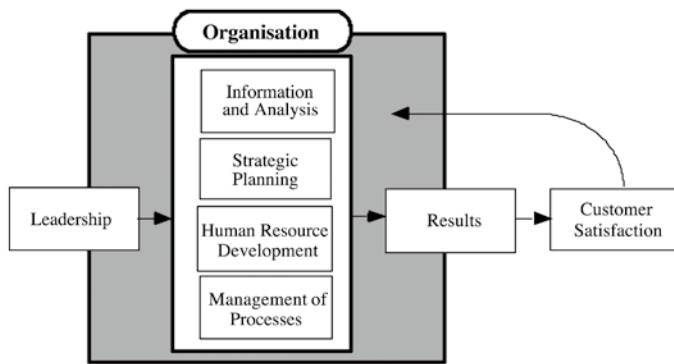 Organisation
Information
and Analysis
Strategic
Planning
Leadership
Human Resource
Development
Results
Customer
Satisfaction
Management of
Processes